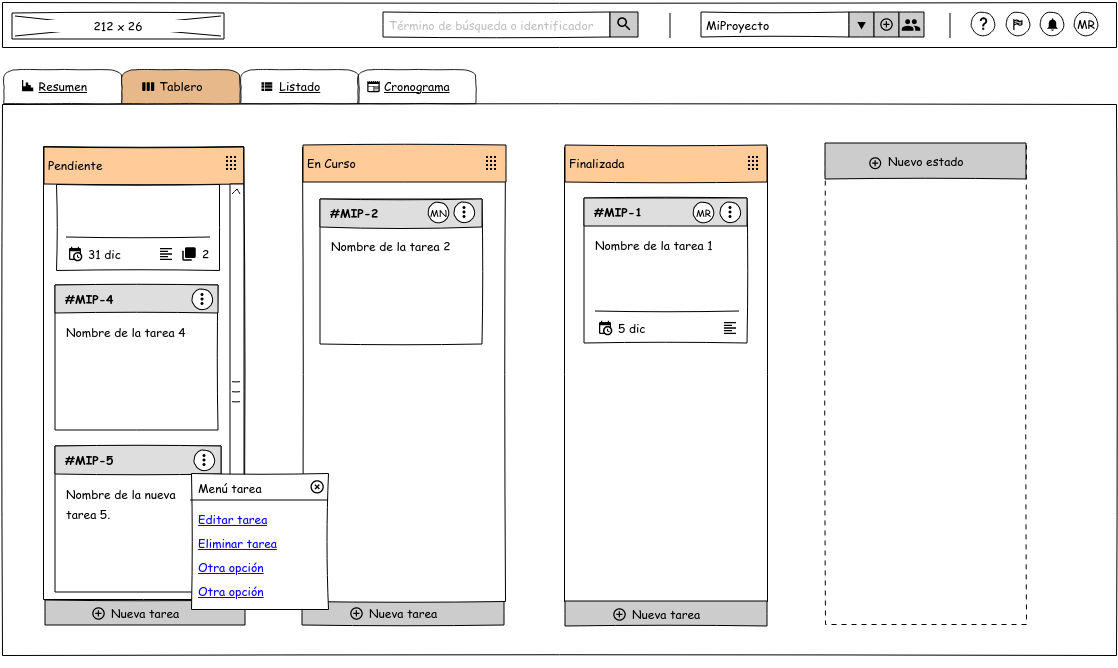 212 x 26
Término de búsqueda o identificador
MiProyecto
?
MR
Resumen
Tablero
Listado
Cronograma
Pendiente
31 dic
2
#MIP-4
Nombre de la tarea 4
#MIP-5
Nombre de la nueva
tarea 5.
Menú tarea
Editar tarea
Eliminar tarea
Otra opción
Otra opción
Nueva tarea
En Curso
#MIP-2
MN
Nombre de la tarea 2
Nueva tarea
Finalizada
#MIP-1
MR
Nombre de la tarea 1
5 dic
Nueva tarea
Nuevo estado